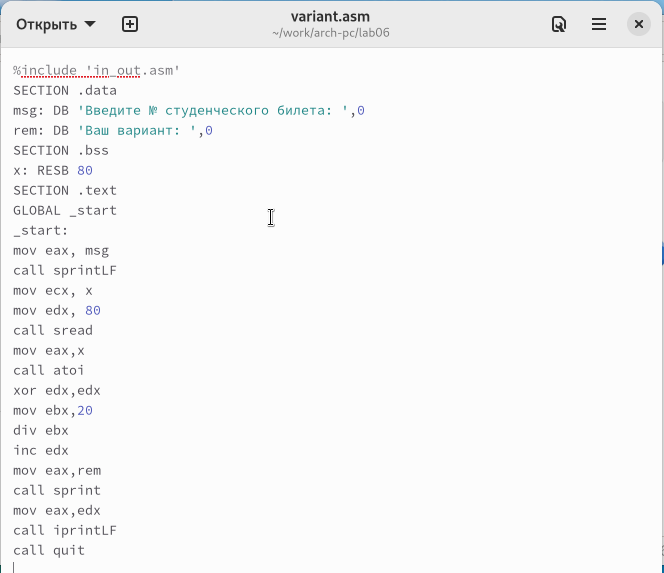 Открыть
variant.asm
~/work/arch-pc/lab06
%include 'in_out.asm'
SECTION .data
msg: DB 'Введите № студенческого билета: ',0
rem: DB 'Ваш вариант: ',0
SECTION .bss
x: RESB 80
SECTION .text
GLOBAL _start
_start:
mov eax, msg
call sprintLF
mov ecx, x
mov edx, 80
call sread
mov eax,x
call atoi
xor edx,edx
mov ebx,20
div ebx
inc edx
mov eax,rem
call sprint
mov eax,edx
call iprintLF
call quit